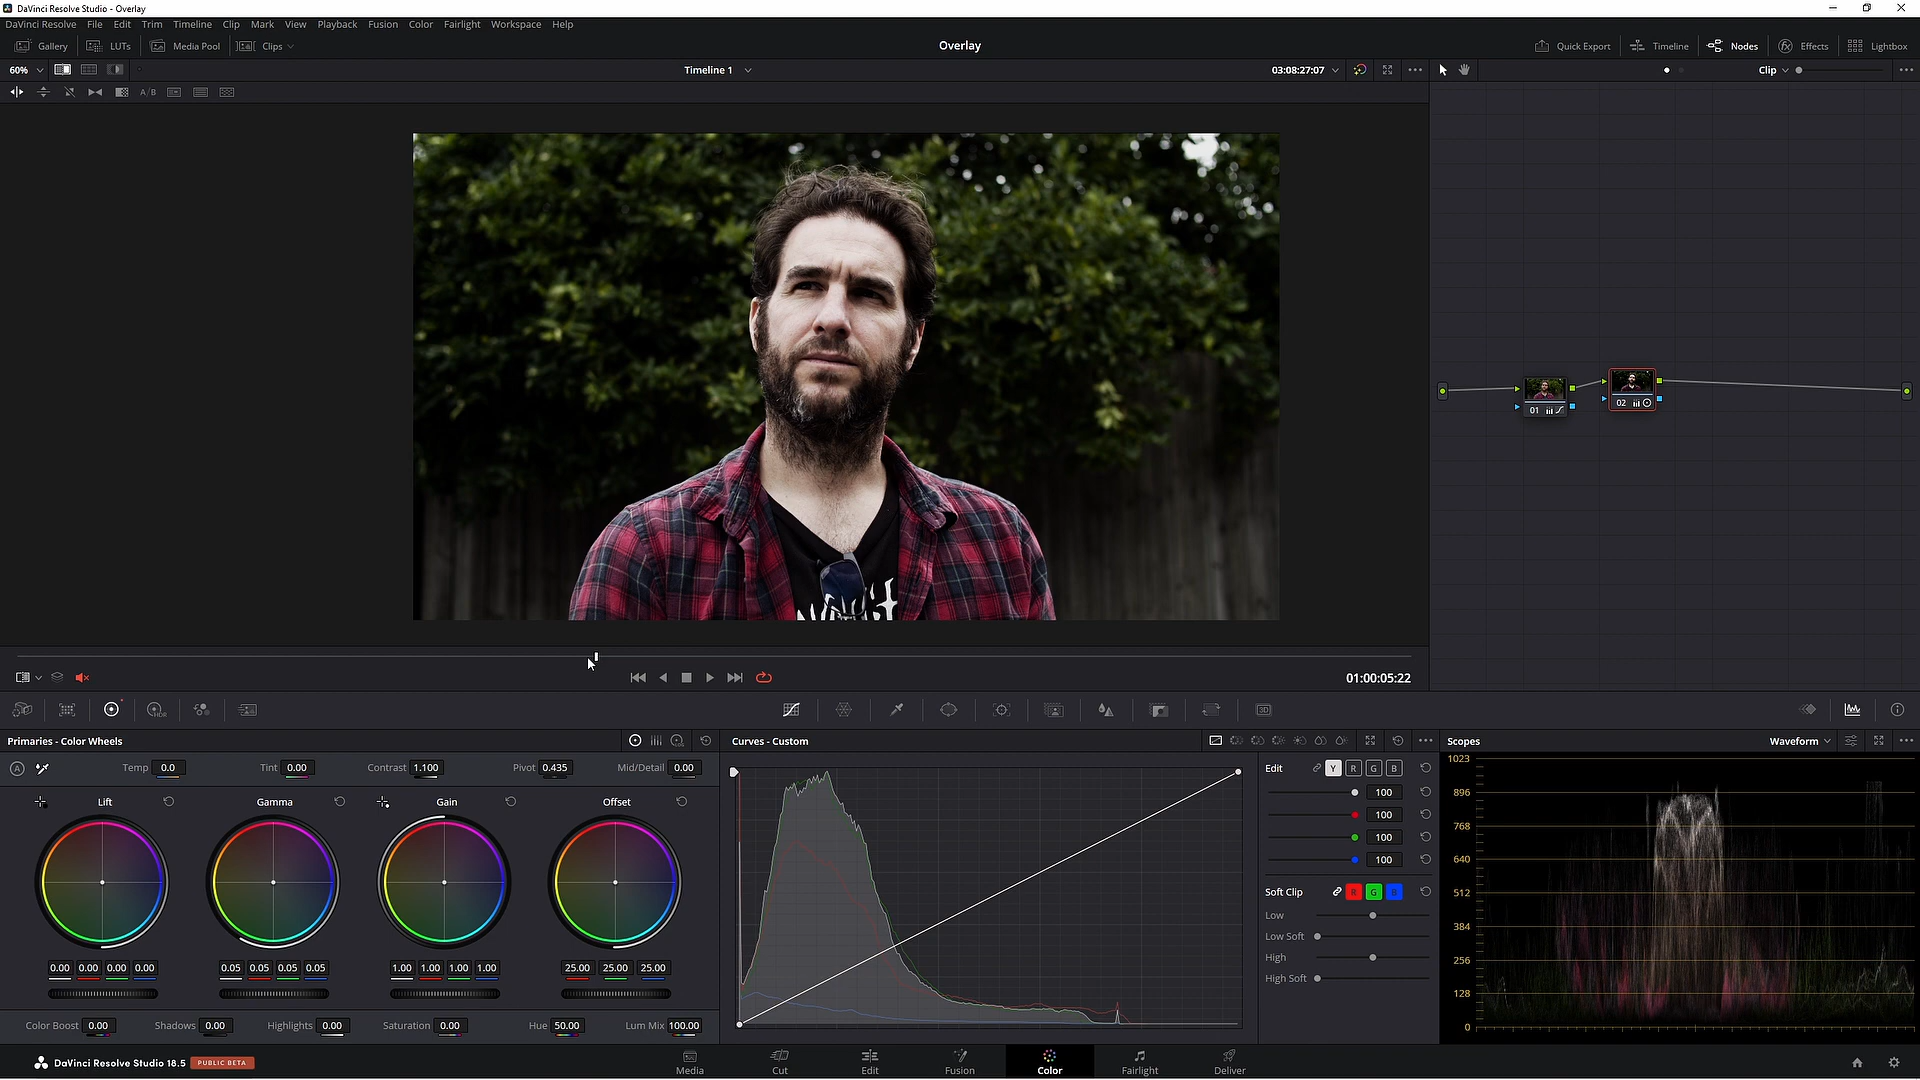 DaVinci Resolve Studio - Overlay
DaVinci Resolve File Edit Trim Timeline Clip Mark View Playback Fusion Color Fairlight Workspace Help
Gallery LUTs Media Pool Clips Overlay Quick Export Timeline Nodes Effects Lightbox
60% Timeline 1 03:08:27:07 Clip
A/B
01 02
01:00:05:22
HDR 3D
Primaries - Color Wheels Curves - Custom Scopes Waveform
A Temp 0.0 Tint 0.00 Contrast 1.100 Pivot 0.435 Mid/Detail 0.00
Lift Gamma Gain Offset
0.00 0.00 0.00 0.00 0.05 0.05 0.05 0.05 1.00 1.00 1.00 1.00 25.00 25.00 25.00
Color Boost 0.00 Shadows 0.00 Highlights 0.00 Saturation 0.00 Hue 50.00 Lum Mix 100.00
Edit Y R G B
100
100
100
100
Soft Clip R G B
Low
Low Soft
High
High Soft
1023
896
768
640
512
384
256
128
0
DaVinci Resolve Studio 18.5 PUBLIC BETA
Media Cut Edit Fusion Color Fairlight Deliver